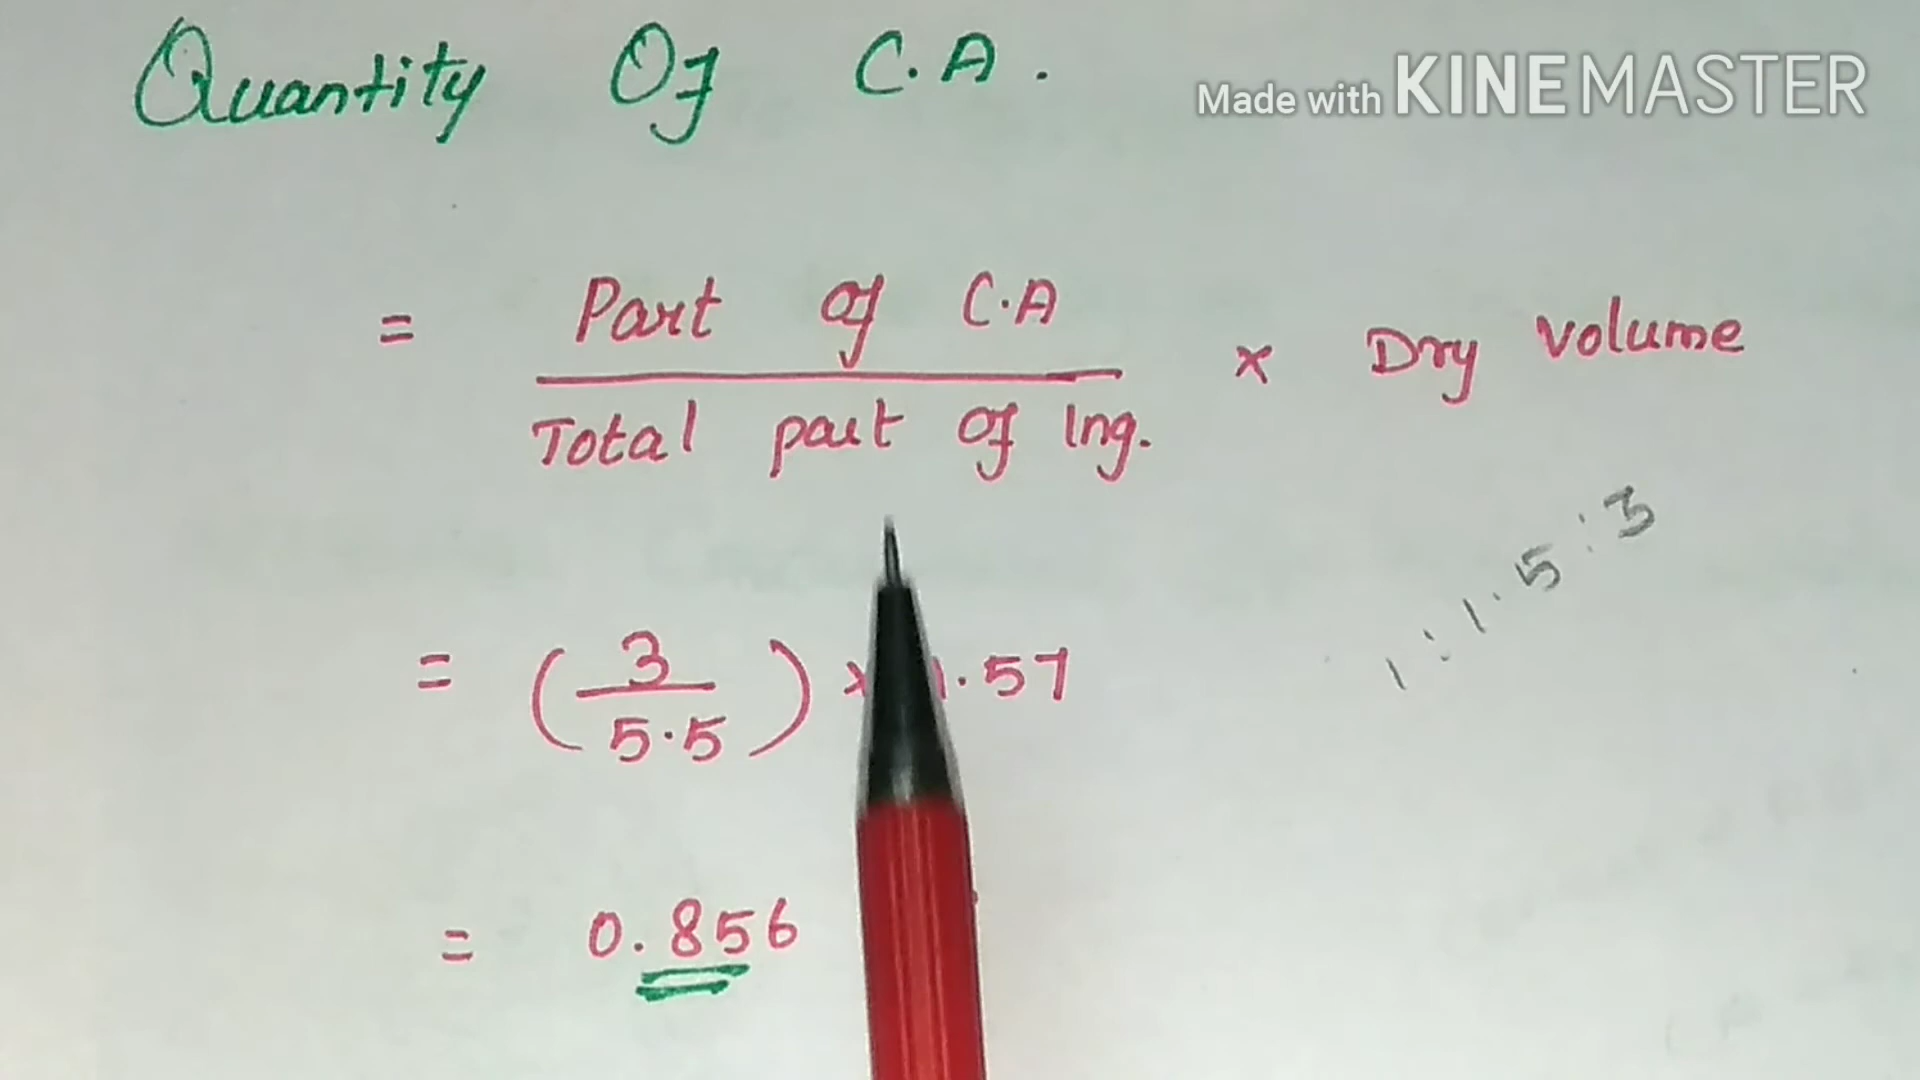 Quantity Of C.A.
Made with KINEMASTER
= Part of C.A / Total part of Ing. × Dry volume
1:1.5:3
= (3 / 5.5) × 1.57
= 0.856